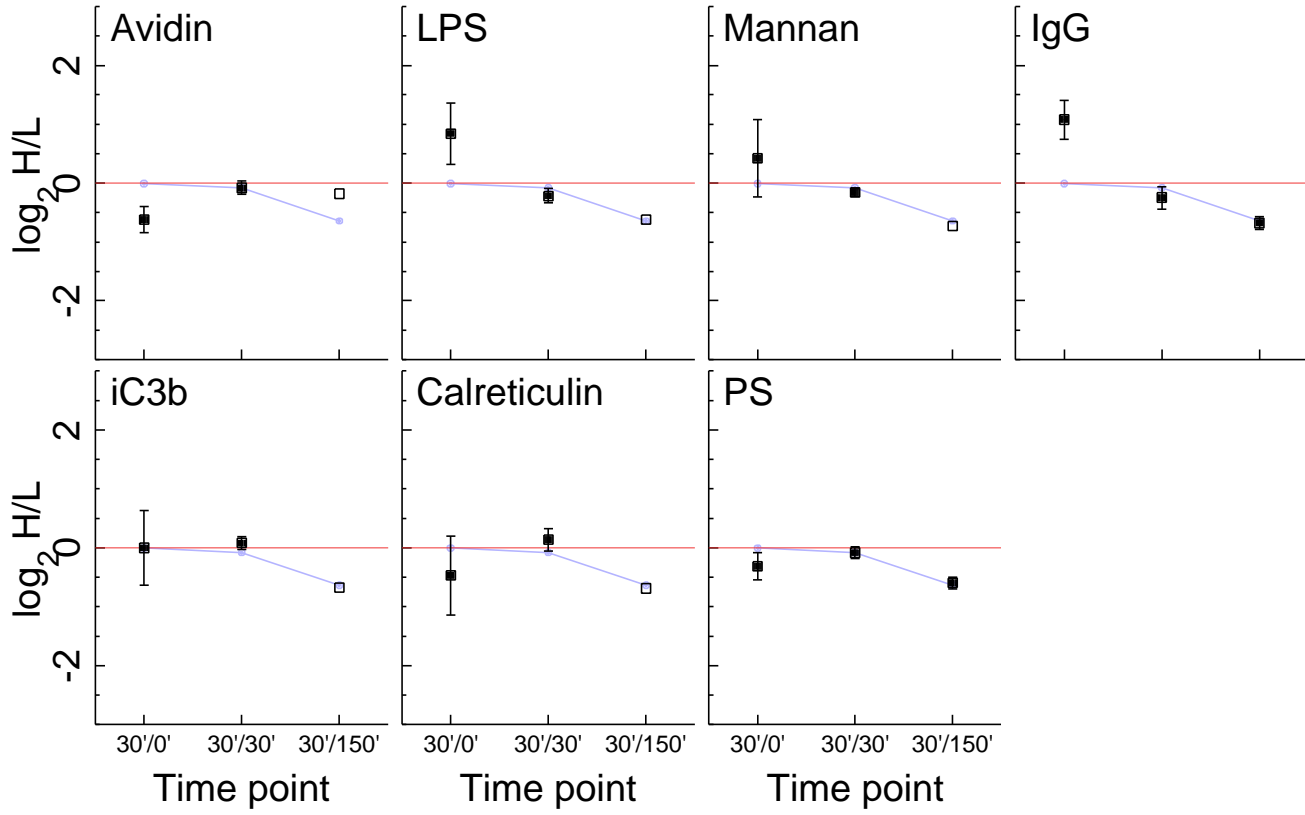 Avidin
LPS
Mannan
IgG
2
0
-2
log2 H/L
iC3b
Calreticulin
PS
2
0
-2
log2 H/L
30'/0' 30'/30' 30'/150'
30'/0' 30'/30' 30'/150'
30'/0' 30'/30' 30'/150'
Time point
Time point
Time point